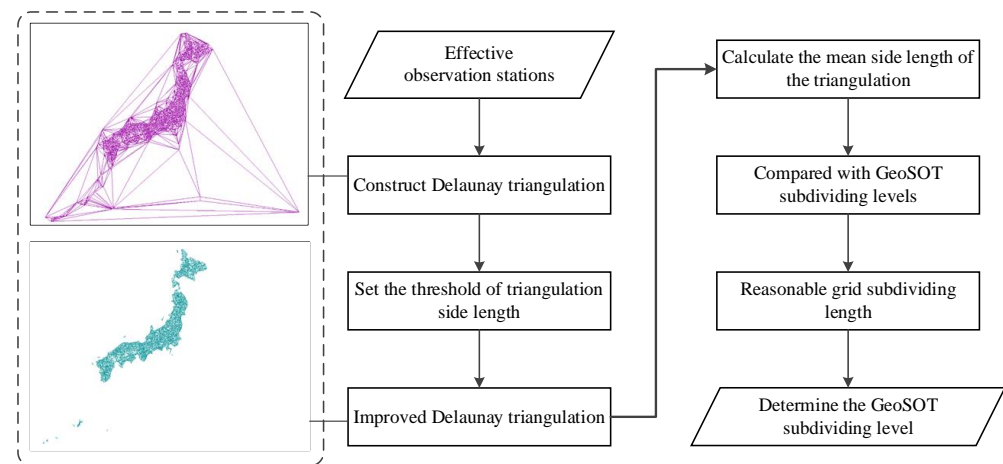 Effective
observation stations
Construct Delaunay triangulation
Set the threshold of triangulation
side length
Improved Delaunay triangulation
Calculate the mean side length of
the triangulation
Compared with GeoSOT
subdividing levels
Reasonable grid subdividing
length
Determine the GeoSOT
subdividing level